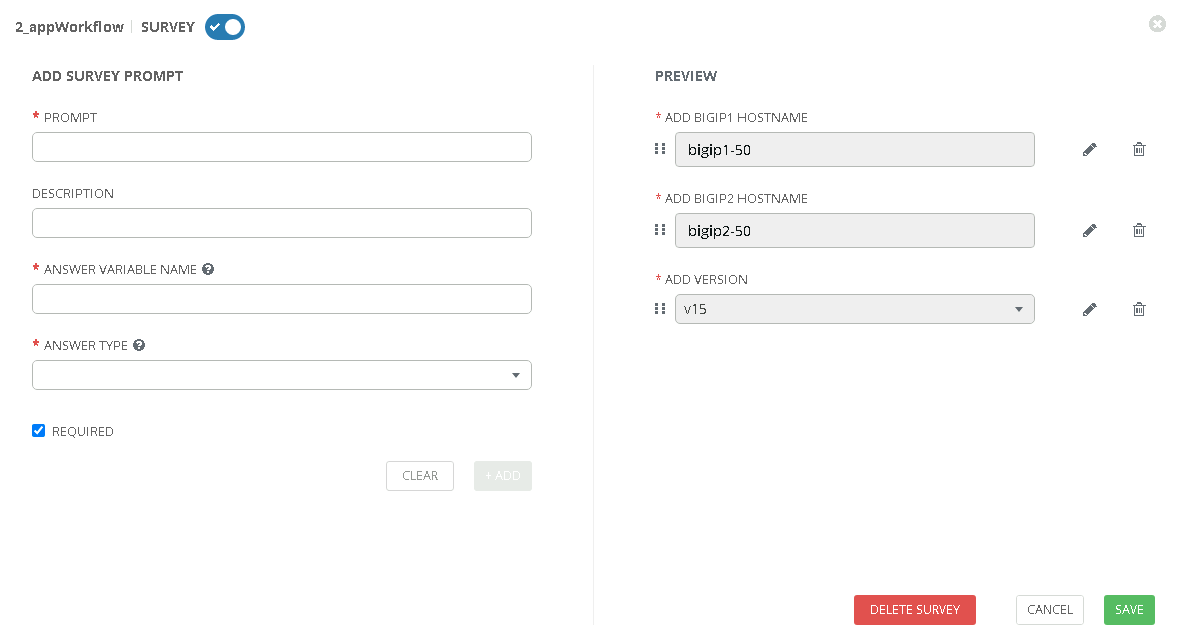 2_appWorkflow SURVEY
ADD SURVEY PROMPT
* PROMPT
DESCRIPTION
* ANSWER VARIABLE NAME ?
* ANSWER TYPE ?
REQUIRED
CLEAR + ADD
PREVIEW
* ADD BIGIP1 HOSTNAME
bigip1-50
* ADD BIGIP2 HOSTNAME
bigip2-50
* ADD VERSION
v15
DELETE SURVEY CANCEL SAVE